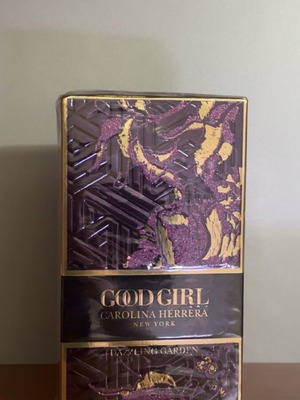 GOOD GIRL
CAROLINA HERRERA
NEW YORK
DAZZLING GARDEN